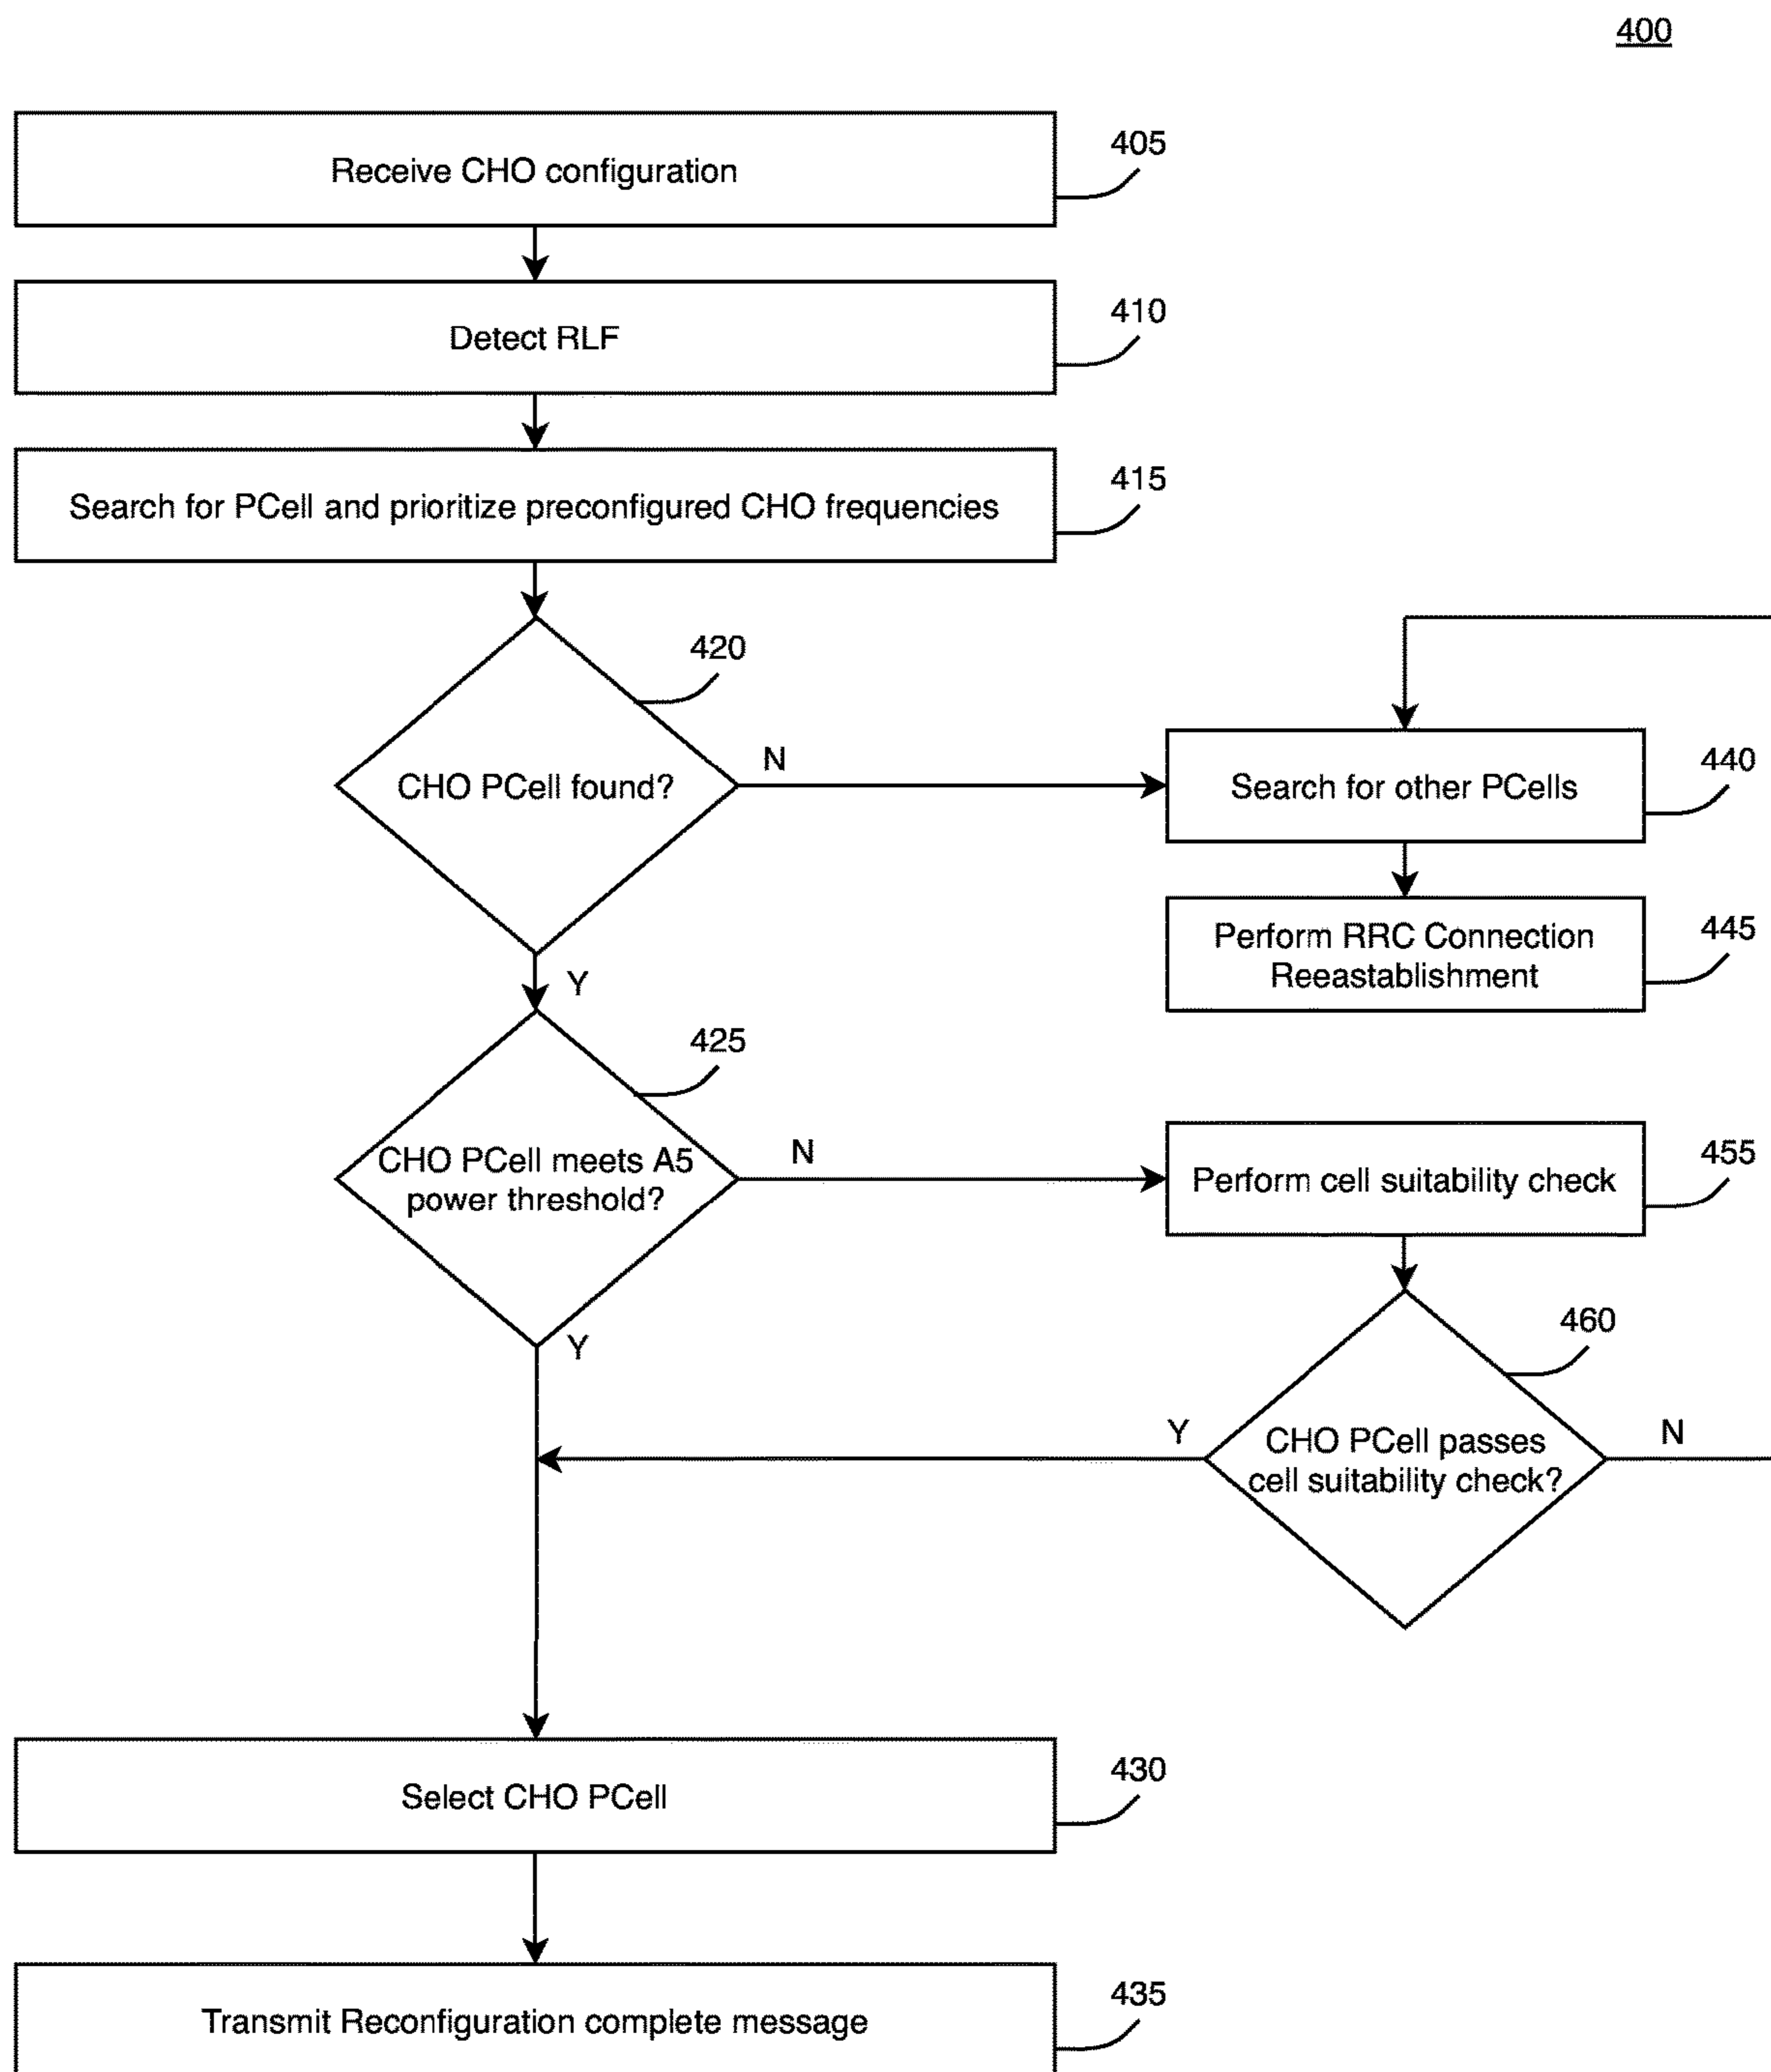 400
Receive CHO configuration
405
Detect RLF
410
Search for PCell and prioritize preconfigured CHO frequencies
415
420
CHO PCell found?
N
Search for other PCells
440
Y
Perform RRC Connection
Reeastablishment
445
425
CHO PCell meets A5
power threshold?
N
Perform cell suitability check
455
Y
460
CHO PCell passes
cell suitability check?
Y
N
Select CHO PCell
430
Transmit Reconfiguration complete message
435